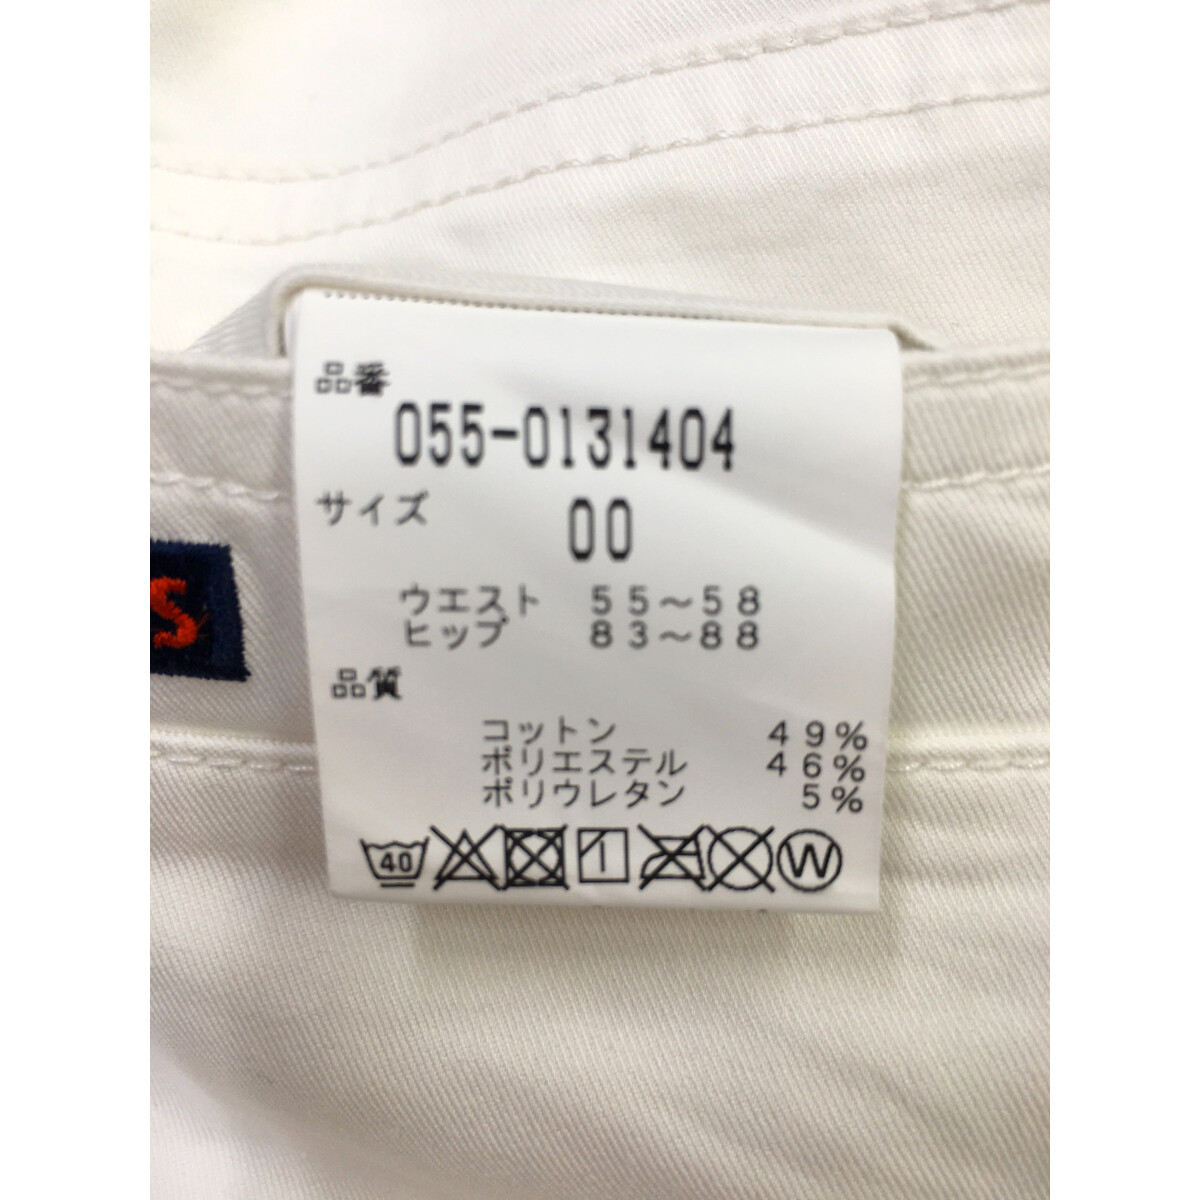 品番
055-0131404
サイズ 00
ウエスト 55～58
ヒップ 83～88
品質
コットン 49%
ポリエステル 46%
ポリウレタン 5%
40 W
S